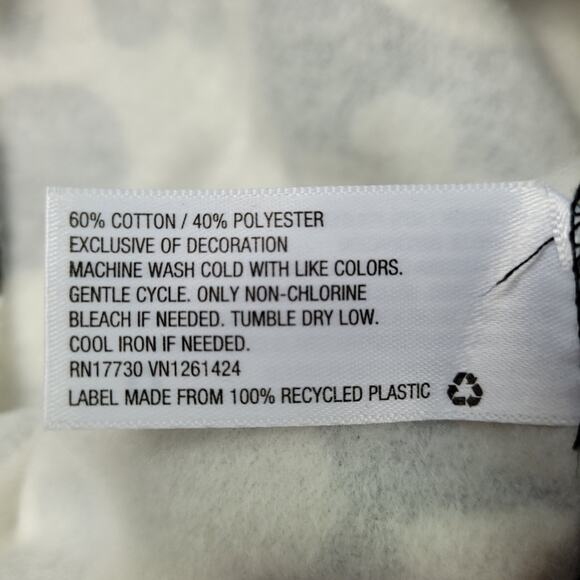 60% COTTON / 40% POLYESTER
EXCLUSIVE OF DECORATION
MACHINE WASH COLD WITH LIKE COLORS.
GENTLE CYCLE. ONLY NON-CHLORINE
BLEACH IF NEEDED. TUMBLE DRY LOW.
COOL IRON IF NEEDED.
RN17730 VN1261424
LABEL MADE FROM 100% RECYCLED PLASTIC